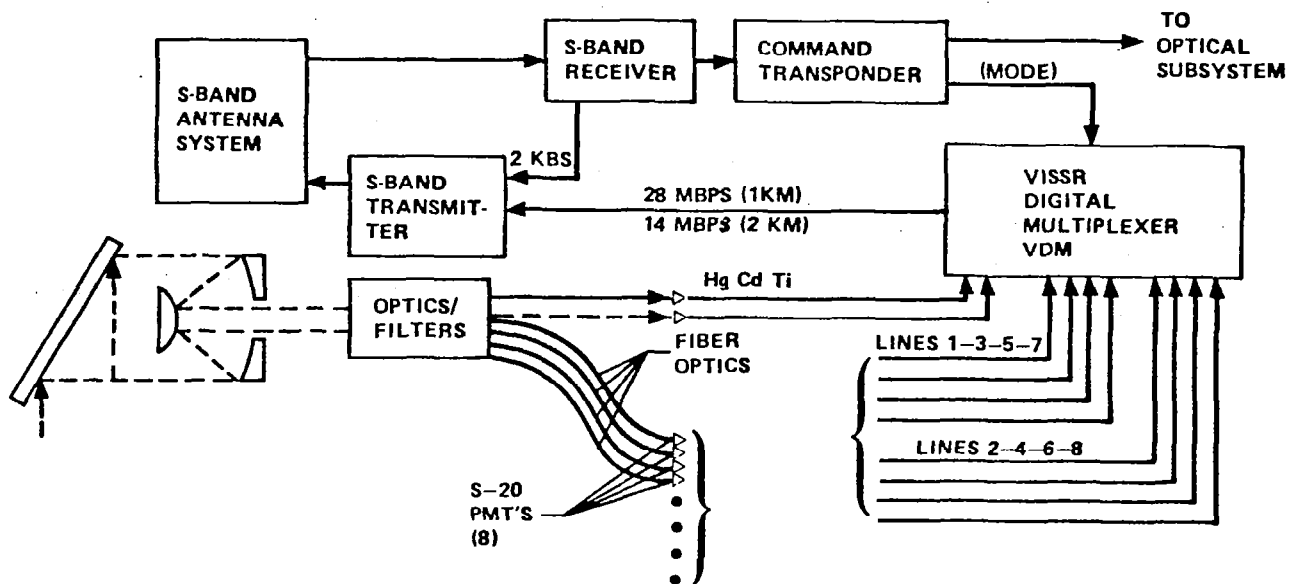 S-BAND
ANTENNA
SYSTEM
S-BAND
RECEIVER
COMMAND
TRANSPONDER
TO
OPTICAL
SUBSYSTEM
(MODE)
2 KBS
S-BAND
TRANSMIT-
TER
28 MBPS (1KM)
14 MBPS (2 KM)
VISSR
DIGITAL
MULTIPLEXER
VDM
OPTICS/
FILTERS
Hg Cd Ti
FIBER
OPTICS
LINES 1-3-5-7
LINES 2-4-6-8
S-20
PMT'S
(8)